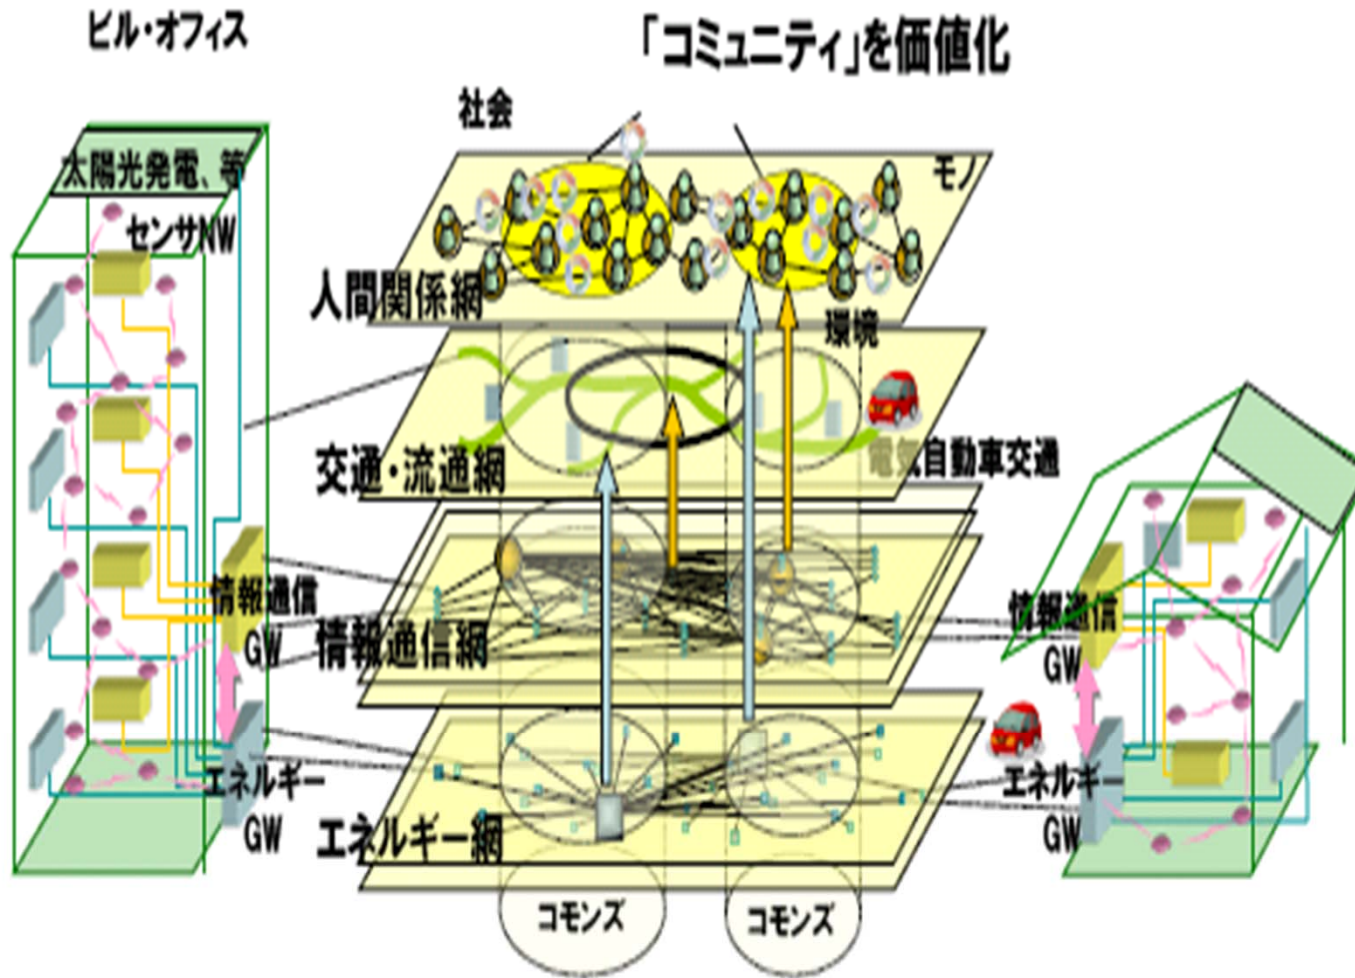 ビル・オフィス
「コミュニティ」を価値化
社会
太陽光発電、等
モノ
センサNW
人間関係網
環境
交通・流通網
電気自動車交通
情報通信
GW
情報通信網
情報通信
GW
エネルギー
GW
エネルギー網
エネルギー
GW
コモンズ
コモンズ